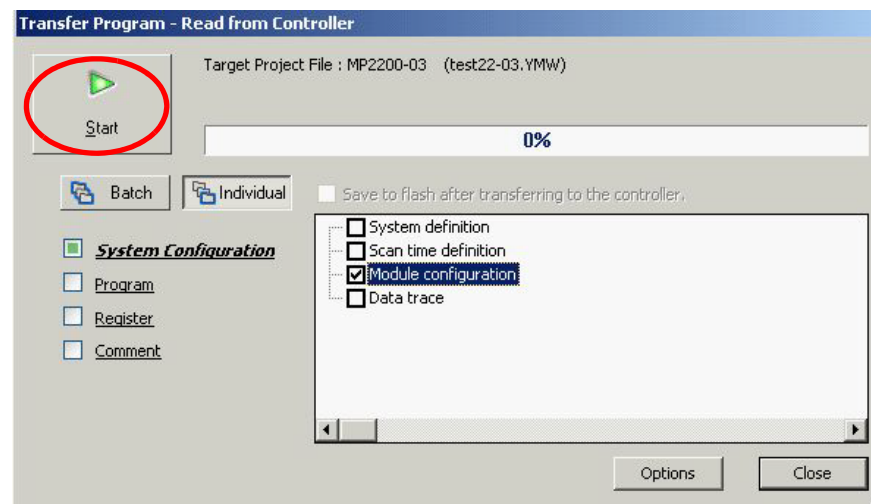 Transfer Program - Read from Controller
Target Project File : MP2200-03 (test22-03.YMW)
Start
0%
Batch
Individual
Save to flash after transferring to the controller.
System Configuration
Program
Register
Comment
System definition
Scan time definition
Module configuration
Data trace
Options
Close